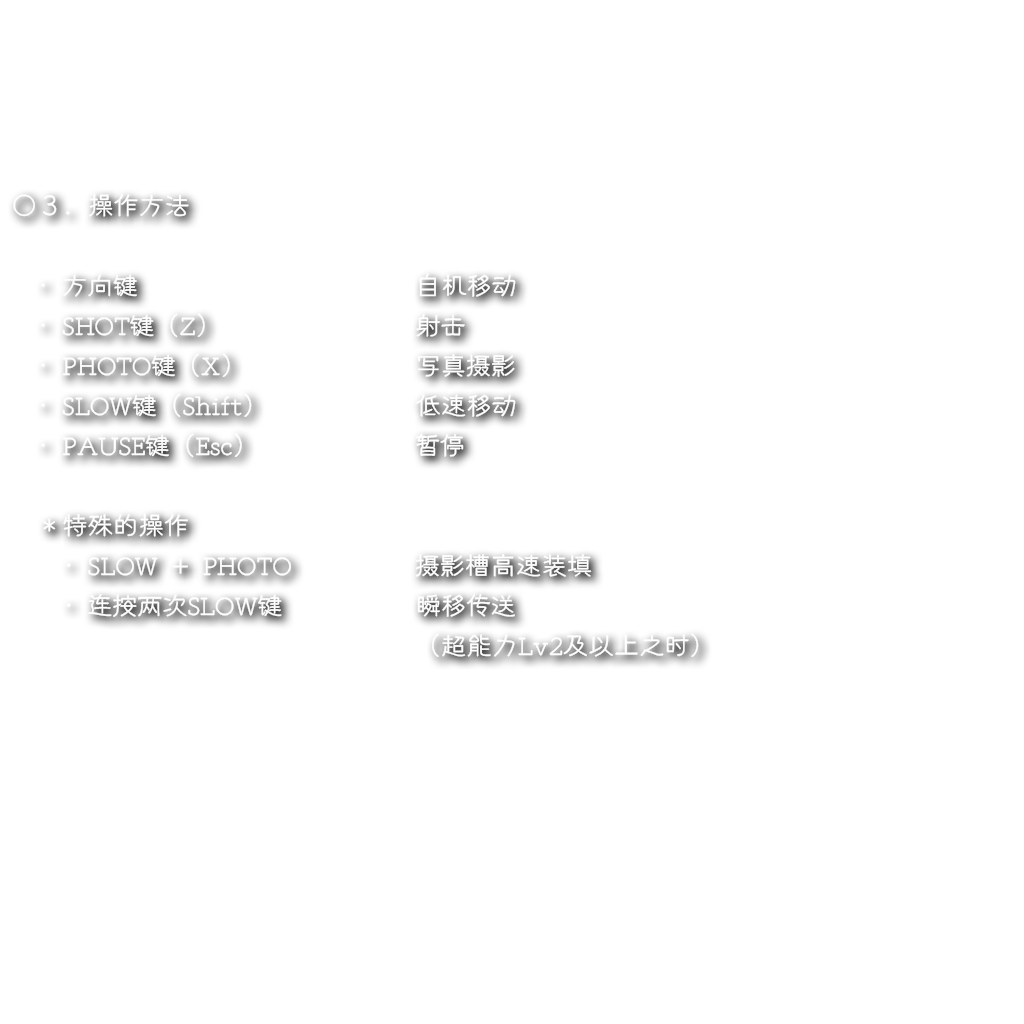 ○３．操作方法
・方向键　自机移动
・SHOT键（Z）　射击
・PHOTO键（X）　写真摄影
・SLOW键（Shift）　低速移动
・PAUSE键（Esc）　暂停
＊特殊的操作
・SLOW ＋ PHOTO　摄影槽高速装填
・连按两次SLOW键　瞬移传送
（超能力Lv2及以上之时）